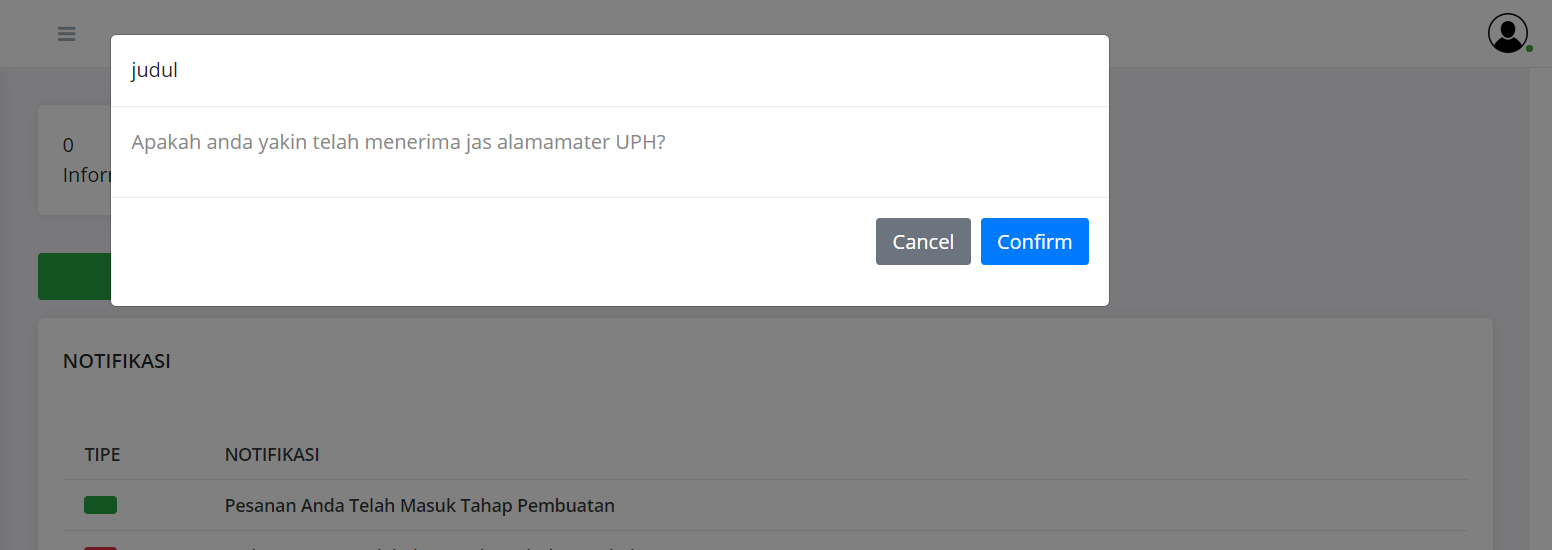 judul
Apakah anda yakin telah menerima jas alamamater UPH?
Cancel Confirm
0
NOTIFIKASI
TIPE NOTIFIKASI
Pesanan Anda Telah Masuk Tahap Pembuatan